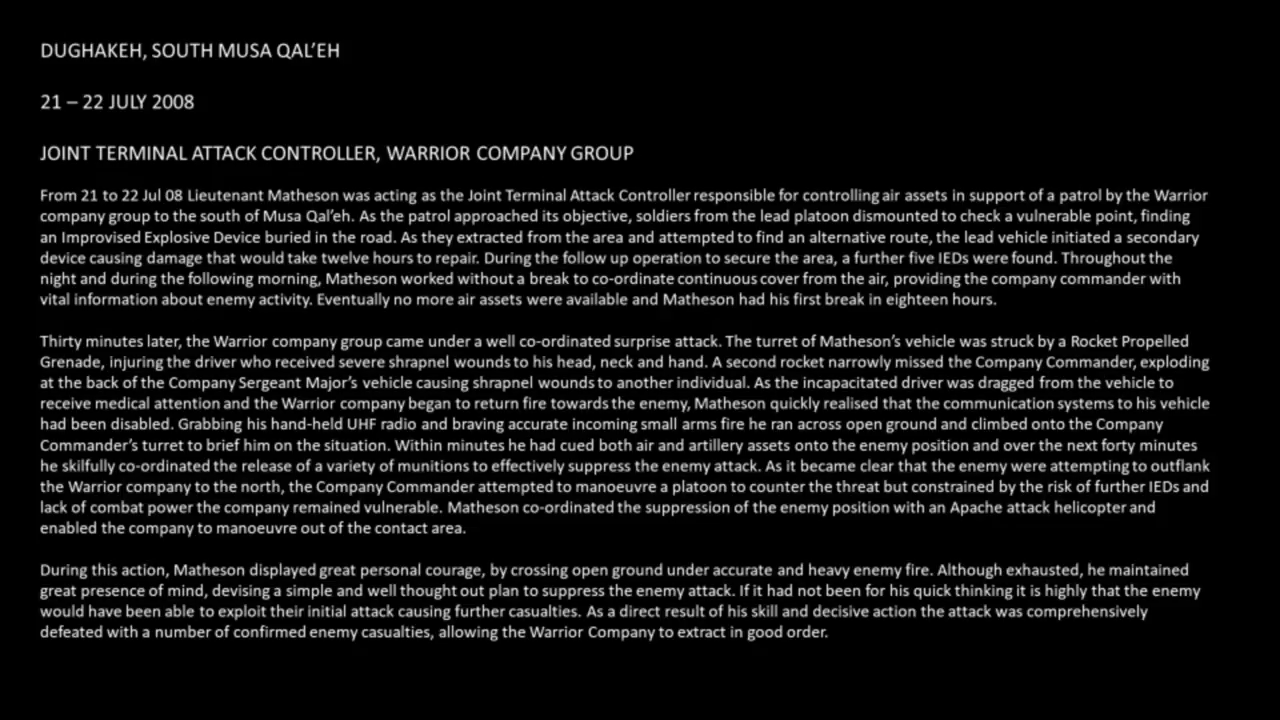 DUGHAKEH, SOUTH MUSA QAL’EH
21 – 22 JULY 2008
JOINT TERMINAL ATTACK CONTROLLER, WARRIOR COMPANY GROUP
From 21 to 22 Jul 08 Lieutenant Matheson was acting as the Joint Terminal Attack Controller responsible for controlling air assets in support of a patrol by the Warrior
company group to the south of Musa Qal’eh. As the patrol approached its objective, soldiers from the lead platoon dismounted to check a vulnerable point, finding
an Improvised Explosive Device buried in the road. As they extracted from the area and attempted to find an alternative route, the lead vehicle initiated a secondary
device causing damage that would take twelve hours to repair. During the follow up operation to secure the area, a further five IEDs were found. Throughout the
night and during the following morning, Matheson worked without a break to co-ordinate continuous cover from the air, providing the company commander with
vital information about enemy activity. Eventually no more air assets were available and Matheson had his first break in eighteen hours.
Thirty minutes later, the Warrior company group came under a well co-ordinated surprise attack. The turret of Matheson’s vehicle was struck by a Rocket Propelled
Grenade, injuring the driver who received severe shrapnel wounds to his head, neck and hand. A second rocket narrowly missed the Company Commander, exploding
at the back of the Company Sergeant Major’s vehicle causing shrapnel wounds to another individual. As the incapacitated driver was dragged from the vehicle to
receive medical attention and the Warrior company began to return fire towards the enemy, Matheson quickly realised that the communication systems to his vehicle
had been disabled. Grabbing his hand-held UHF radio and braving accurate incoming small arms fire he ran across open ground and climbed onto the Company
Commander’s turret to brief him on the situation. Within minutes he had cued both air and artillery assets onto the enemy position and over the next forty minutes
he skilfully co-ordinated the release of a variety of munitions to effectively suppress the enemy attack. As it became clear that the enemy were attempting to outflank
the Warrior company to the north, the Company Commander attempted to manoeuvre a platoon to counter the threat but constrained by the risk of further IEDs and
lack of combat power the company remained vulnerable. Matheson co-ordinated the suppression of the enemy position with an Apache attack helicopter and
enabled the company to manoeuvre out of the contact area.
During this action, Matheson displayed great personal courage, by crossing open ground under accurate and heavy enemy fire. Although exhausted, he maintained
great presence of mind, devising a simple and well thought out plan to suppress the enemy attack. If it had not been for his quick thinking it is highly that the enemy
would have been able to exploit their initial attack causing further casualties. As a direct result of his skill and decisive action the attack was comprehensively
defeated with a number of confirmed enemy casualties, allowing the Warrior Company to extract in good order.